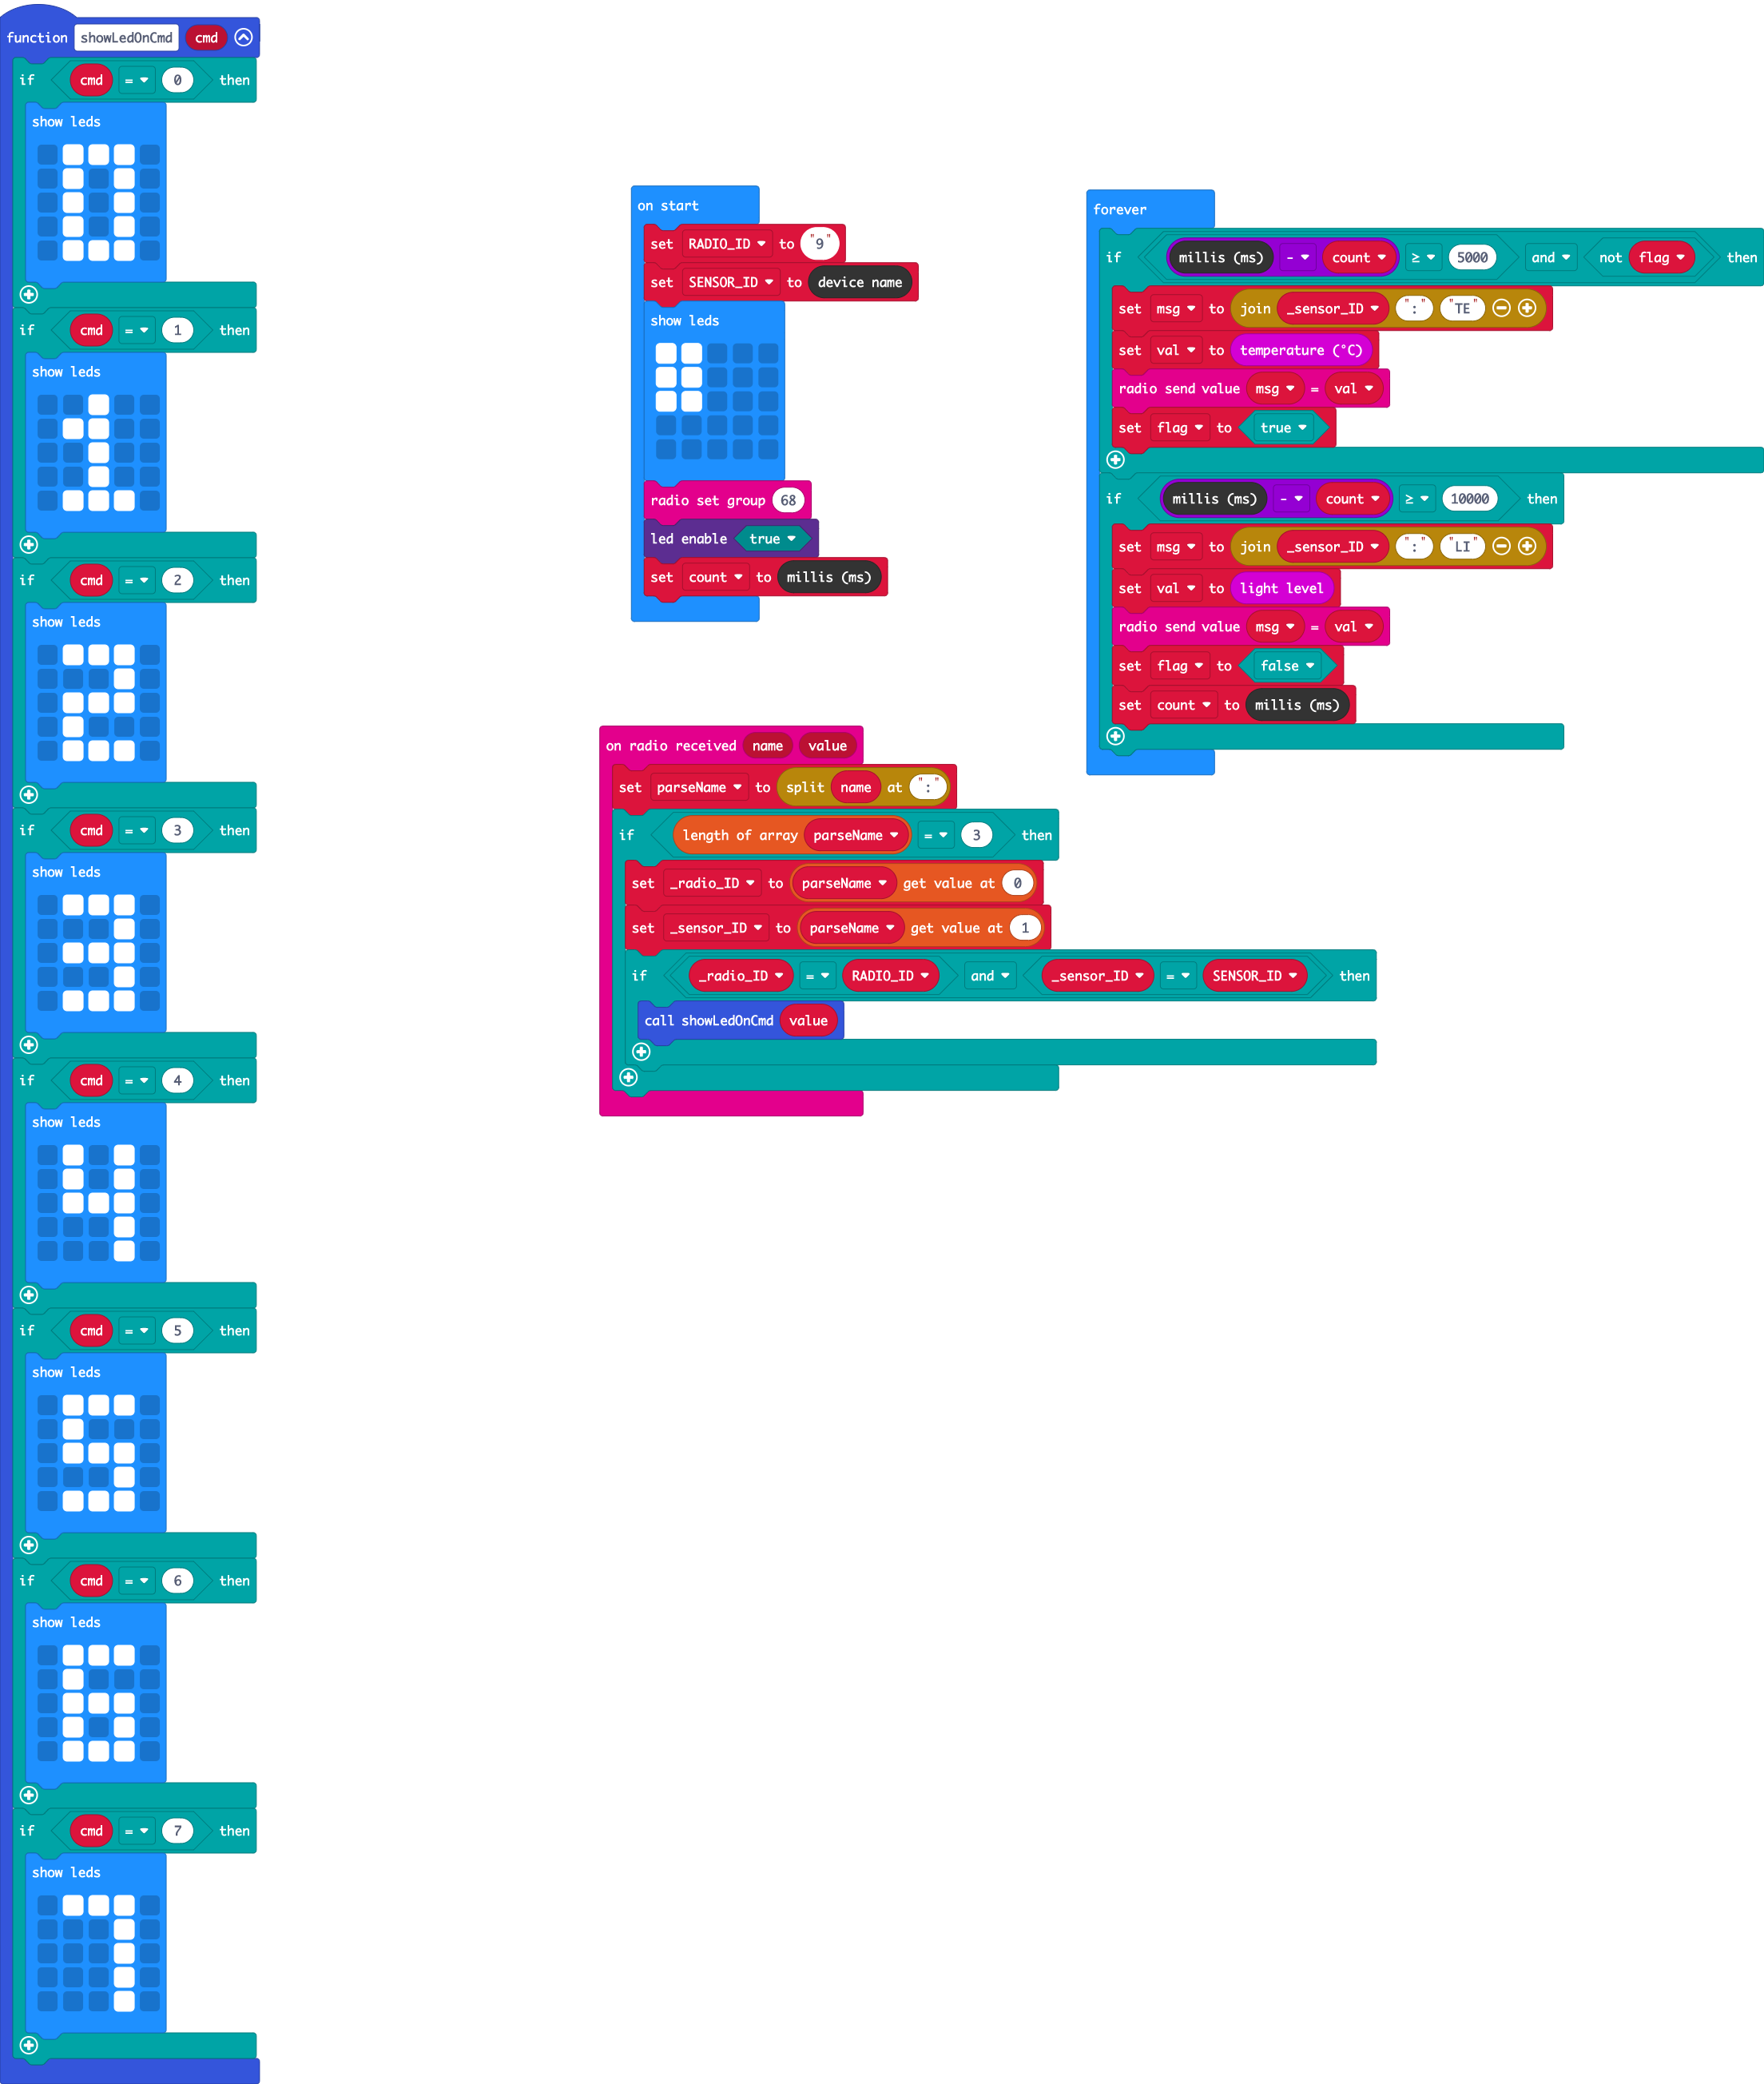 function showLedOnCmd cmd
if cmd = 0 then
show leds
if cmd = 1 then
show leds
if cmd = 2 then
show leds
if cmd = 3 then
show leds
if cmd = 4 then
show leds
if cmd = 5 then
show leds
if cmd = 6 then
show leds
if cmd = 7 then
show leds
on start
set RADIO_ID to "9"
set SENSOR_ID to device name
show leds
radio set group 68
led enable true
set count to millis (ms)
on radio received name value
set parseName to split name at ":"
if length of array parseName = 3 then
set _radio_ID to parseName get value at 0
set _sensor_ID to parseName get value at 1
if _radio_ID = RADIO_ID and _sensor_ID = SENSOR_ID then
call showLedOnCmd value
forever
if millis (ms) - count ≥ 5000 and not flag then
set msg to join _sensor_ID ":" "TE"
set val to temperature (°C)
radio send value msg = val
set flag to true
if millis (ms) - count ≥ 10000 then
set msg to join _sensor_ID ":" "LI"
set val to light level
radio send value msg = val
set flag to false
set count to millis (ms)